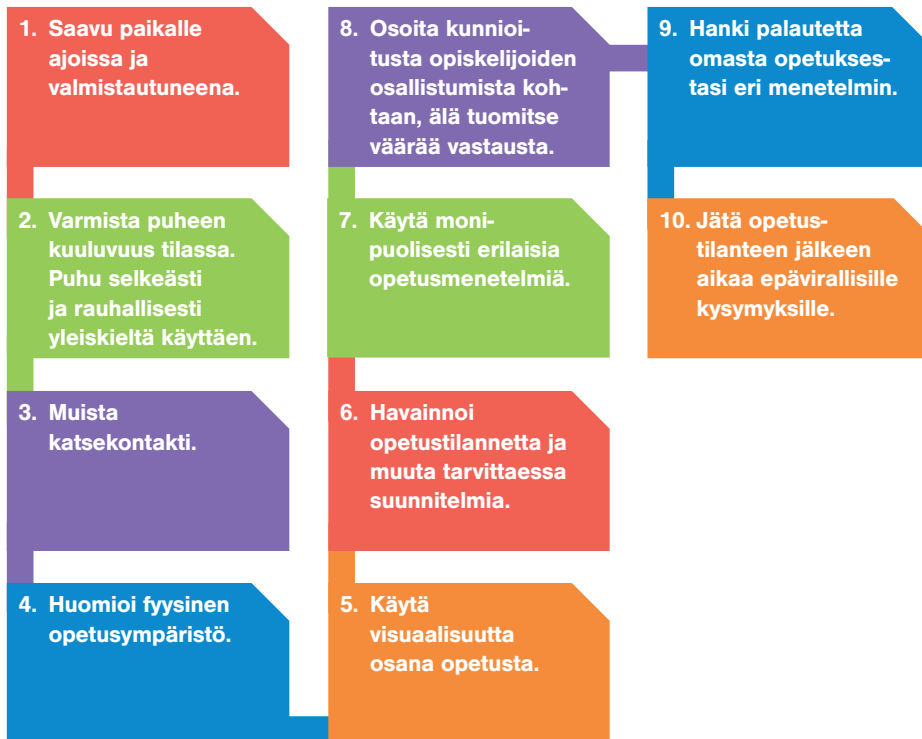 1. Saavu paikalle
ajoissa ja
valmistautuneena.
2. Varmista puheen
kuuluvuus tilassa.
Puhu selkeästi
ja rauhallisesti
yleiskieltä käyttäen.
3. Muista
katsekontakti.
4. Huomioi fyysinen
opetusympäristö.
5. Käytä
visuaalisuutta
osana opetusta.
6. Havainnoi
opetustilannetta ja
muuta tarvittaessa
suunnitelmia.
7. Käytä moni-
puolisesti erilaisia
opetusmenetelmiä.
8. Osoita kunnioi-
tusta opiskelijoiden
osallistumista koh-
taan, älä tuomitse
väärää vastausta.
9. Hanki palautetta
omasta opetukses-
tasi eri menetelmin.
10. Jätä opetus-
tilanteen jälkeen
aikaa epävirallisille
kysymyksille.